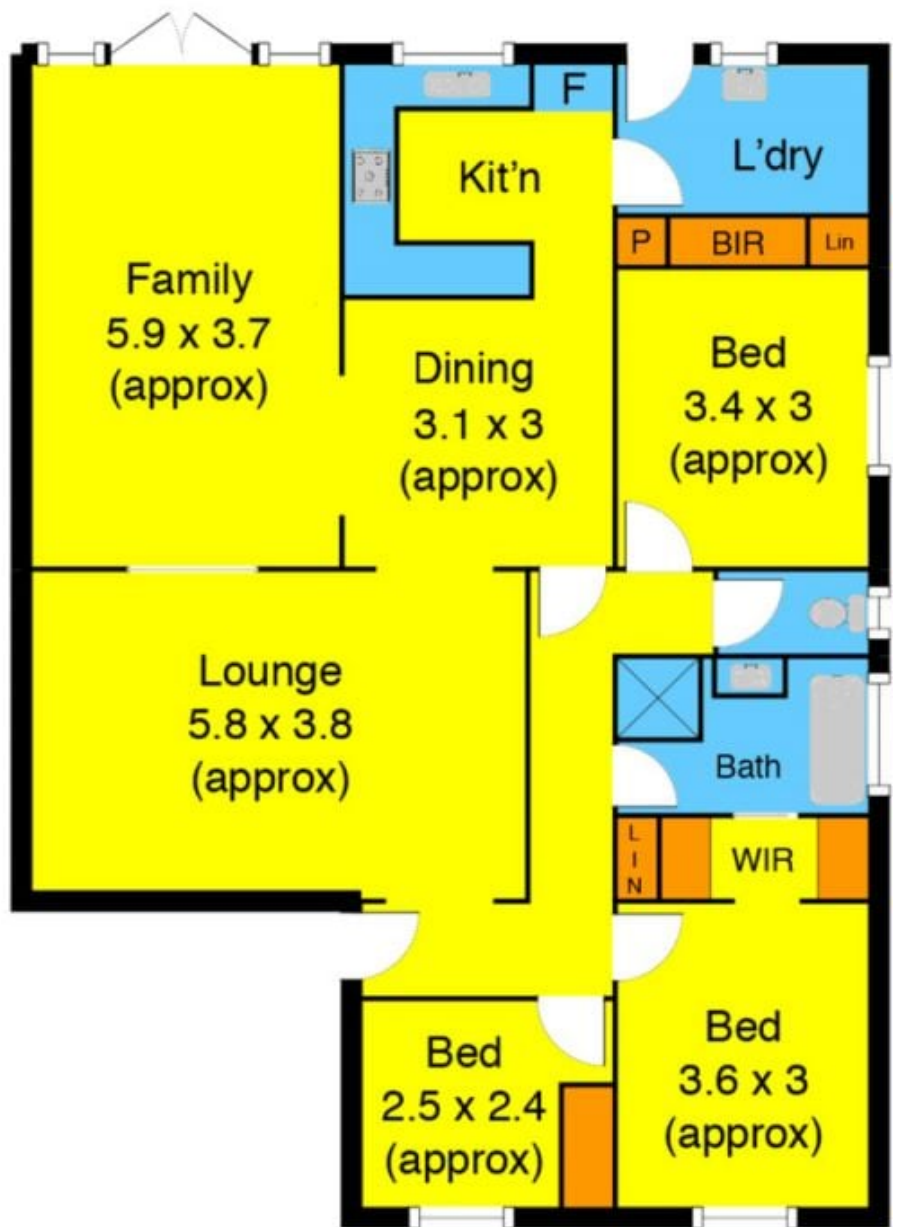 F
Kit'n
L'dry
P
BIR
Lin
Family
5.9 x 3.7
(approx)
Dining
3.1 x 3
(approx)
Bed
3.4 x 3
(approx)
Lounge
5.8 x 3.8
(approx)
Bath
L
I
N
WIR
Bed
2.5 x 2.4
(approx)
Bed
3.6 x 3
(approx)